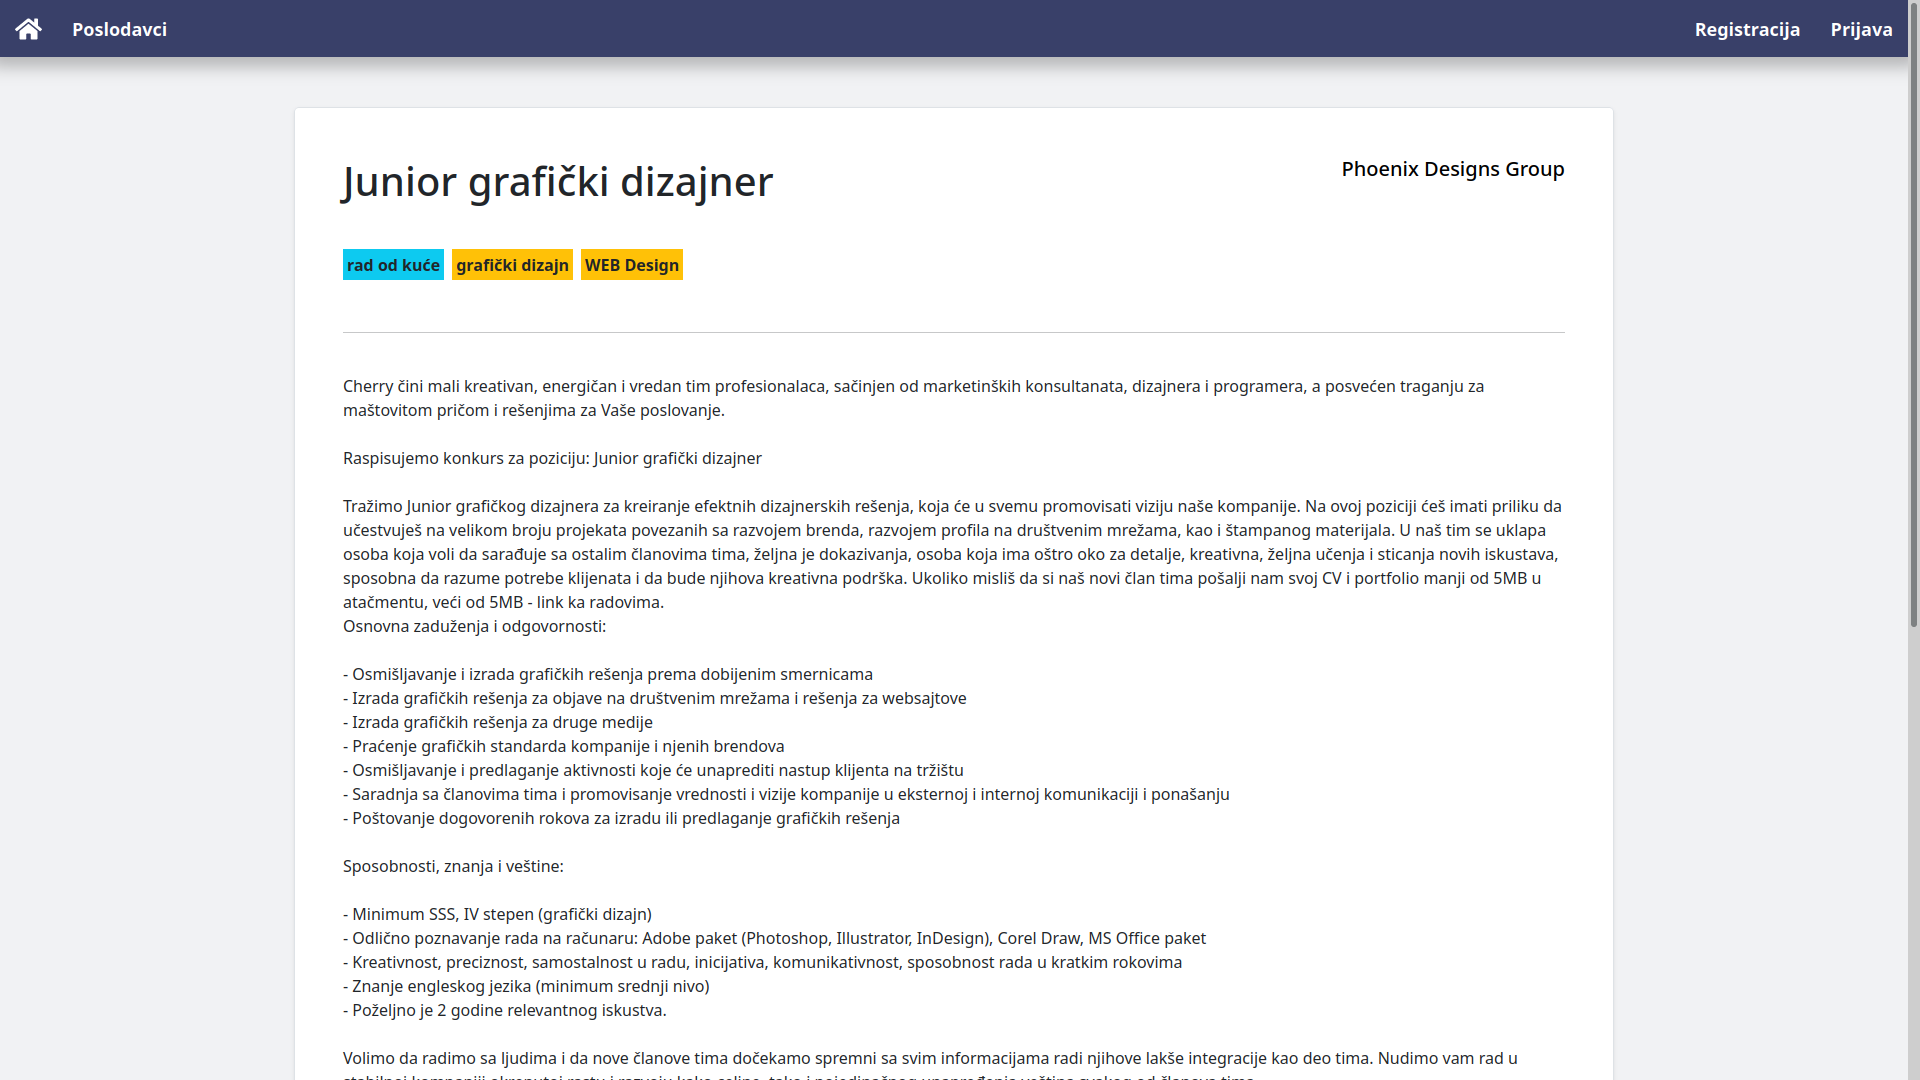 Poslodavci
Registracija
Prijava
Junior grafički dizajner
Phoenix Designs Group
rad od kuće
grafički dizajn
WEB Design
Cherry čini mali kreativan, energičan i vredan tim profesionalaca, sačinjen od marketinških konsultanata, dizajnera i programera, a posvećen traganju za
maštovitom pričom i rešenjima za Vaše poslovanje.
Raspisujemo konkurs za poziciju: Junior grafički dizajner
Tražimo Junior grafičkog dizajnera za kreiranje efektnih dizajnerskih rešenja, koja će u svemu promovisati viziju naše kompanije. Na ovoj poziciji ćeš imati priliku da
učestvuješ na velikom broju projekata povezanih sa razvojem brenda, razvojem profila na društvenim mrežama, kao i štampanog materijala. U naš tim se uklapa
osoba koja voli da sarađuje sa ostalim članovima tima, željna je dokazivanja, osoba koja ima oštro oko za detalje, kreativna, željna učenja i sticanja novih iskustava,
sposobna da razume potrebe klijenata i da bude njihova kreativna podrška. Ukoliko misliš da si naš novi član tima pošalji nam svoj CV i portfolio manji od 5MB u
atačmentu, veći od 5MB - link ka radovima.
Osnovna zaduženja i odgovornosti:
- Osmišljavanje i izrada grafičkih rešenja prema dobijenim smernicama
- Izrada grafičkih rešenja za objave na društvenim mrežama i rešenja za websajtove
- Izrada grafičkih rešenja za druge medije
- Praćenje grafičkih standarda kompanije i njenih brendova
- Osmišljavanje i predlaganje aktivnosti koje će unaprediti nastup klijenta na tržištu
- Saradnja sa članovima tima i promovisanje vrednosti i vizije kompanije u eksternoj i internoj komunikaciji i ponašanju
- Poštovanje dogovorenih rokova za izradu ili predlaganje grafičkih rešenja
Sposobnosti, znanja i veštine:
- Minimum SSS, IV stepen (grafički dizajn)
- Odlično poznavanje rada na računaru: Adobe paket (Photoshop, Illustrator, InDesign), Corel Draw, MS Office paket
- Kreativnost, preciznost, samostalnost u radu, inicijativa, komunikativnost, sposobnost rada u kratkim rokovima
- Znanje engleskog jezika (minimum srednji nivo)
- Poželjno je 2 godine relevantnog iskustva.
Volimo da radimo sa ljudima i da nove članove tima dočekamo spremni sa svim informacijama radi njihove lakše integracije kao deo tima. Nudimo vam rad u